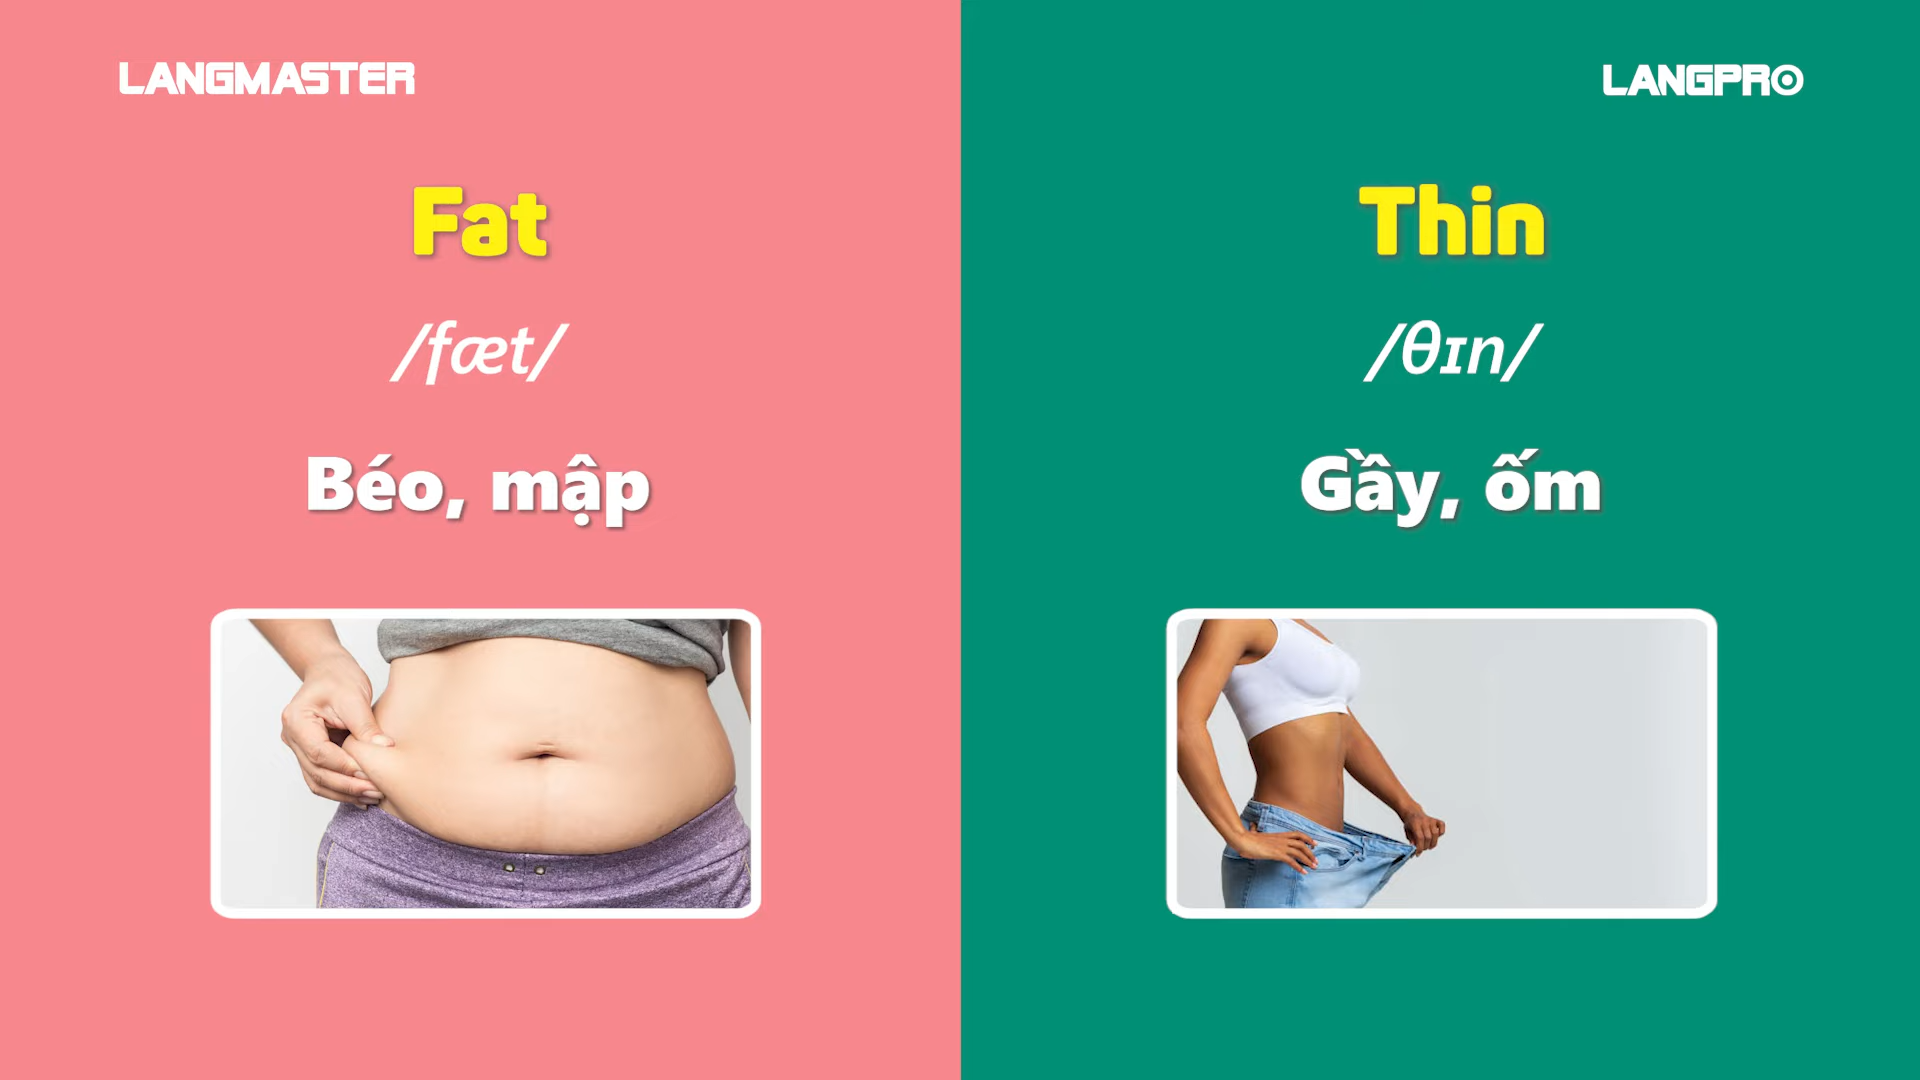 LANGMASTER
LANGPRO
Fat
/fæt/
Béo, mập
Thin
/θɪn/
Gầy, ốm